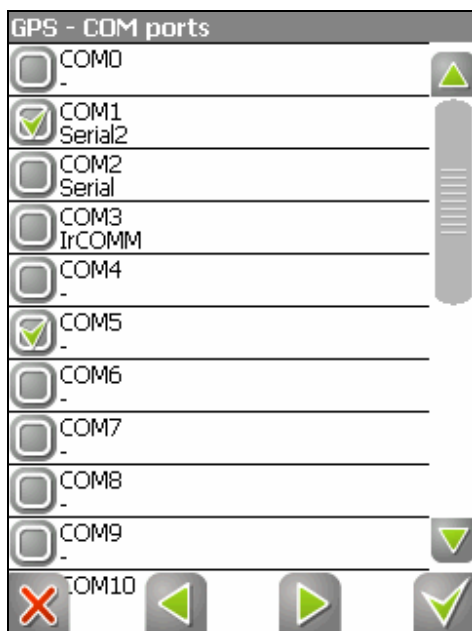 GPS - COM ports
COM0
-
COM1
Serial2
COM2
Serial
COM3
IrCOMM
COM4
-
COM5
-
COM6
-
COM7
-
COM8
-
COM9
-
COM10